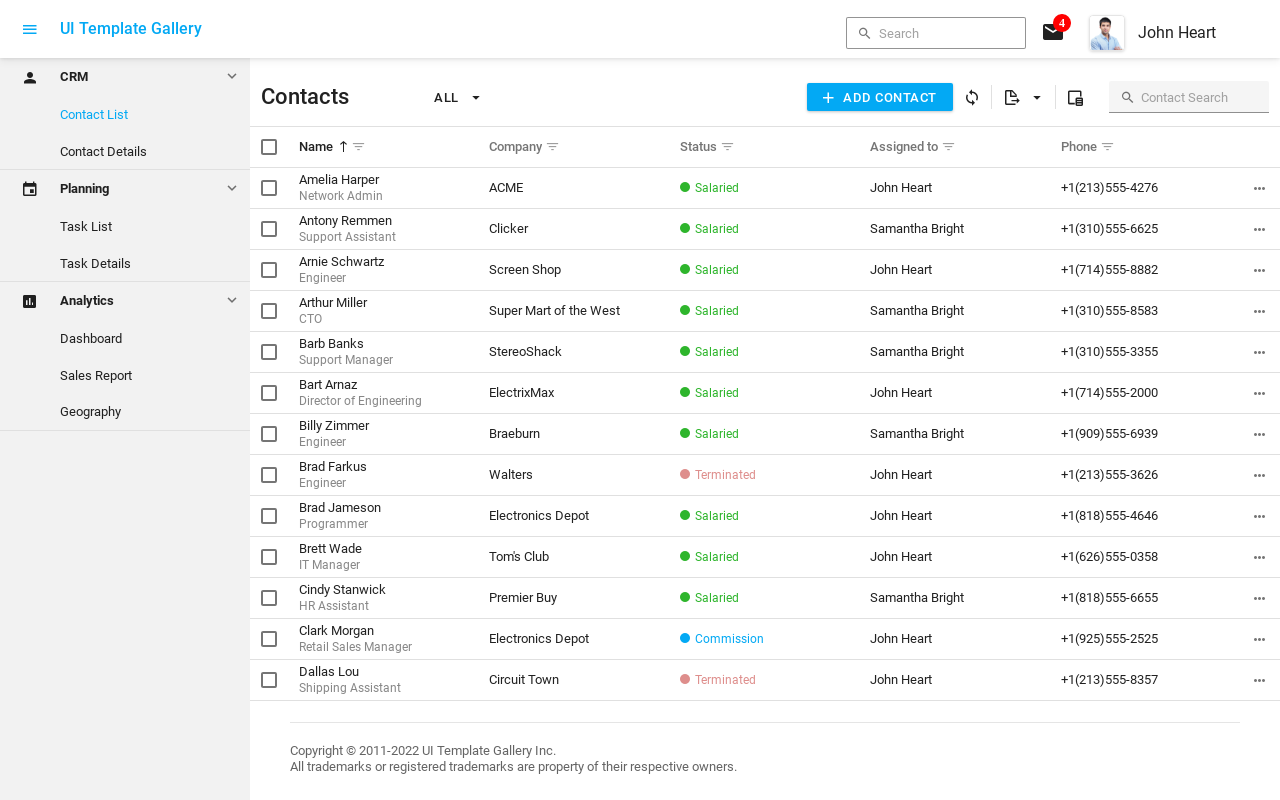 UI Template Gallery
Search
4
John Heart
CRM
Contact List
Contact Details
Planning
Task List
Task Details
Analytics
Dashboard
Sales Report
Geography
Contacts
ALL
ADD CONTACT
Contact Search
Name Company Status Assigned to Phone
Amelia Harper
Network Admin
ACME Salaried John Heart +1(213)555-4276
Antony Remmen
Support Assistant
Clicker Salaried Samantha Bright +1(310)555-6625
Arnie Schwartz
Engineer
Screen Shop Salaried John Heart +1(714)555-8882
Arthur Miller
CTO
Super Mart of the West Salaried Samantha Bright +1(310)555-8583
Barb Banks
Support Manager
StereoShack Salaried Samantha Bright +1(310)555-3355
Bart Arnaz
Director of Engineering
ElectrixMax Salaried John Heart +1(714)555-2000
Billy Zimmer
Engineer
Braeburn Salaried Samantha Bright +1(909)555-6939
Brad Farkus
Engineer
Walters Terminated John Heart +1(213)555-3626
Brad Jameson
Programmer
Electronics Depot Salaried John Heart +1(818)555-4646
Brett Wade
IT Manager
Tom's Club Salaried John Heart +1(626)555-0358
Cindy Stanwick
HR Assistant
Premier Buy Salaried Samantha Bright +1(818)555-6655
Clark Morgan
Retail Sales Manager
Electronics Depot Commission John Heart +1(925)555-2525
Dallas Lou
Shipping Assistant
Circuit Town Terminated John Heart +1(213)555-8357
Copyright © 2011-2022 UI Template Gallery Inc.
All trademarks or registered trademarks are property of their respective owners.